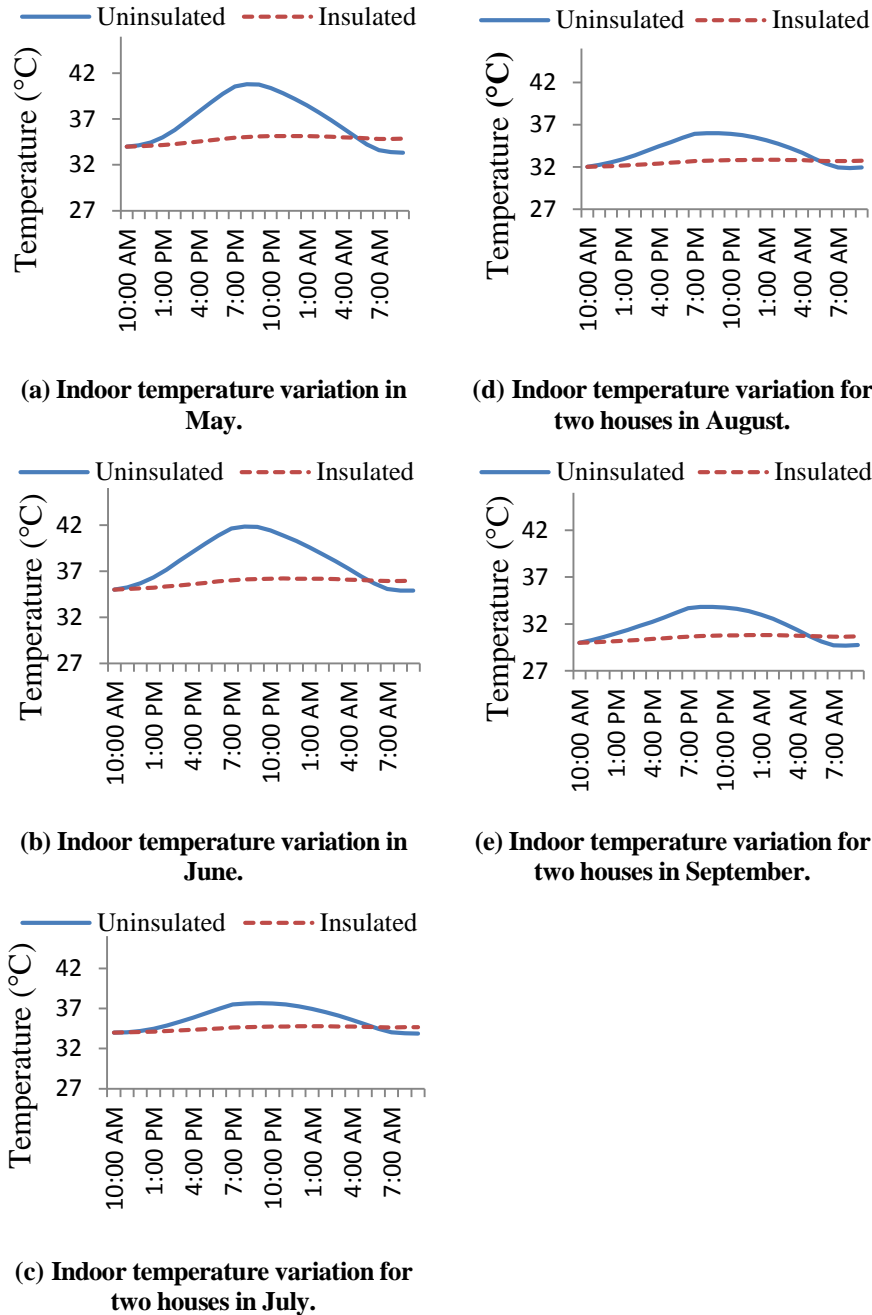 Uninsulated Insulated
Temperature (°C)
42
37
32
27
10:00 AM
1:00 PM
4:00 PM
7:00 PM
10:00 PM
1:00 AM
4:00 AM
7:00 AM
(a) Indoor temperature variation in
May.
Uninsulated Insulated
Temperature (°C)
42
37
32
27
10:00 AM
1:00 PM
4:00 PM
7:00 PM
10:00 PM
1:00 AM
4:00 AM
7:00 AM
(b) Indoor temperature variation in
June.
Uninsulated Insulated
Temperature (°C)
42
37
32
27
10:00 AM
1:00 PM
4:00 PM
7:00 PM
10:00 PM
1:00 AM
4:00 AM
7:00 AM
(c) Indoor temperature variation for
two houses in July.
Uninsulated Insulated
Temperature (°C)
42
37
32
27
10:00 AM
1:00 PM
4:00 PM
7:00 PM
10:00 PM
1:00 AM
4:00 AM
7:00 AM
(d) Indoor temperature variation for
two houses in August.
Uninsulated Insulated
Temperature (°C)
42
37
32
27
10:00 AM
1:00 PM
4:00 PM
7:00 PM
10:00 PM
1:00 AM
4:00 AM
7:00 AM
(e) Indoor temperature variation for
two houses in September.